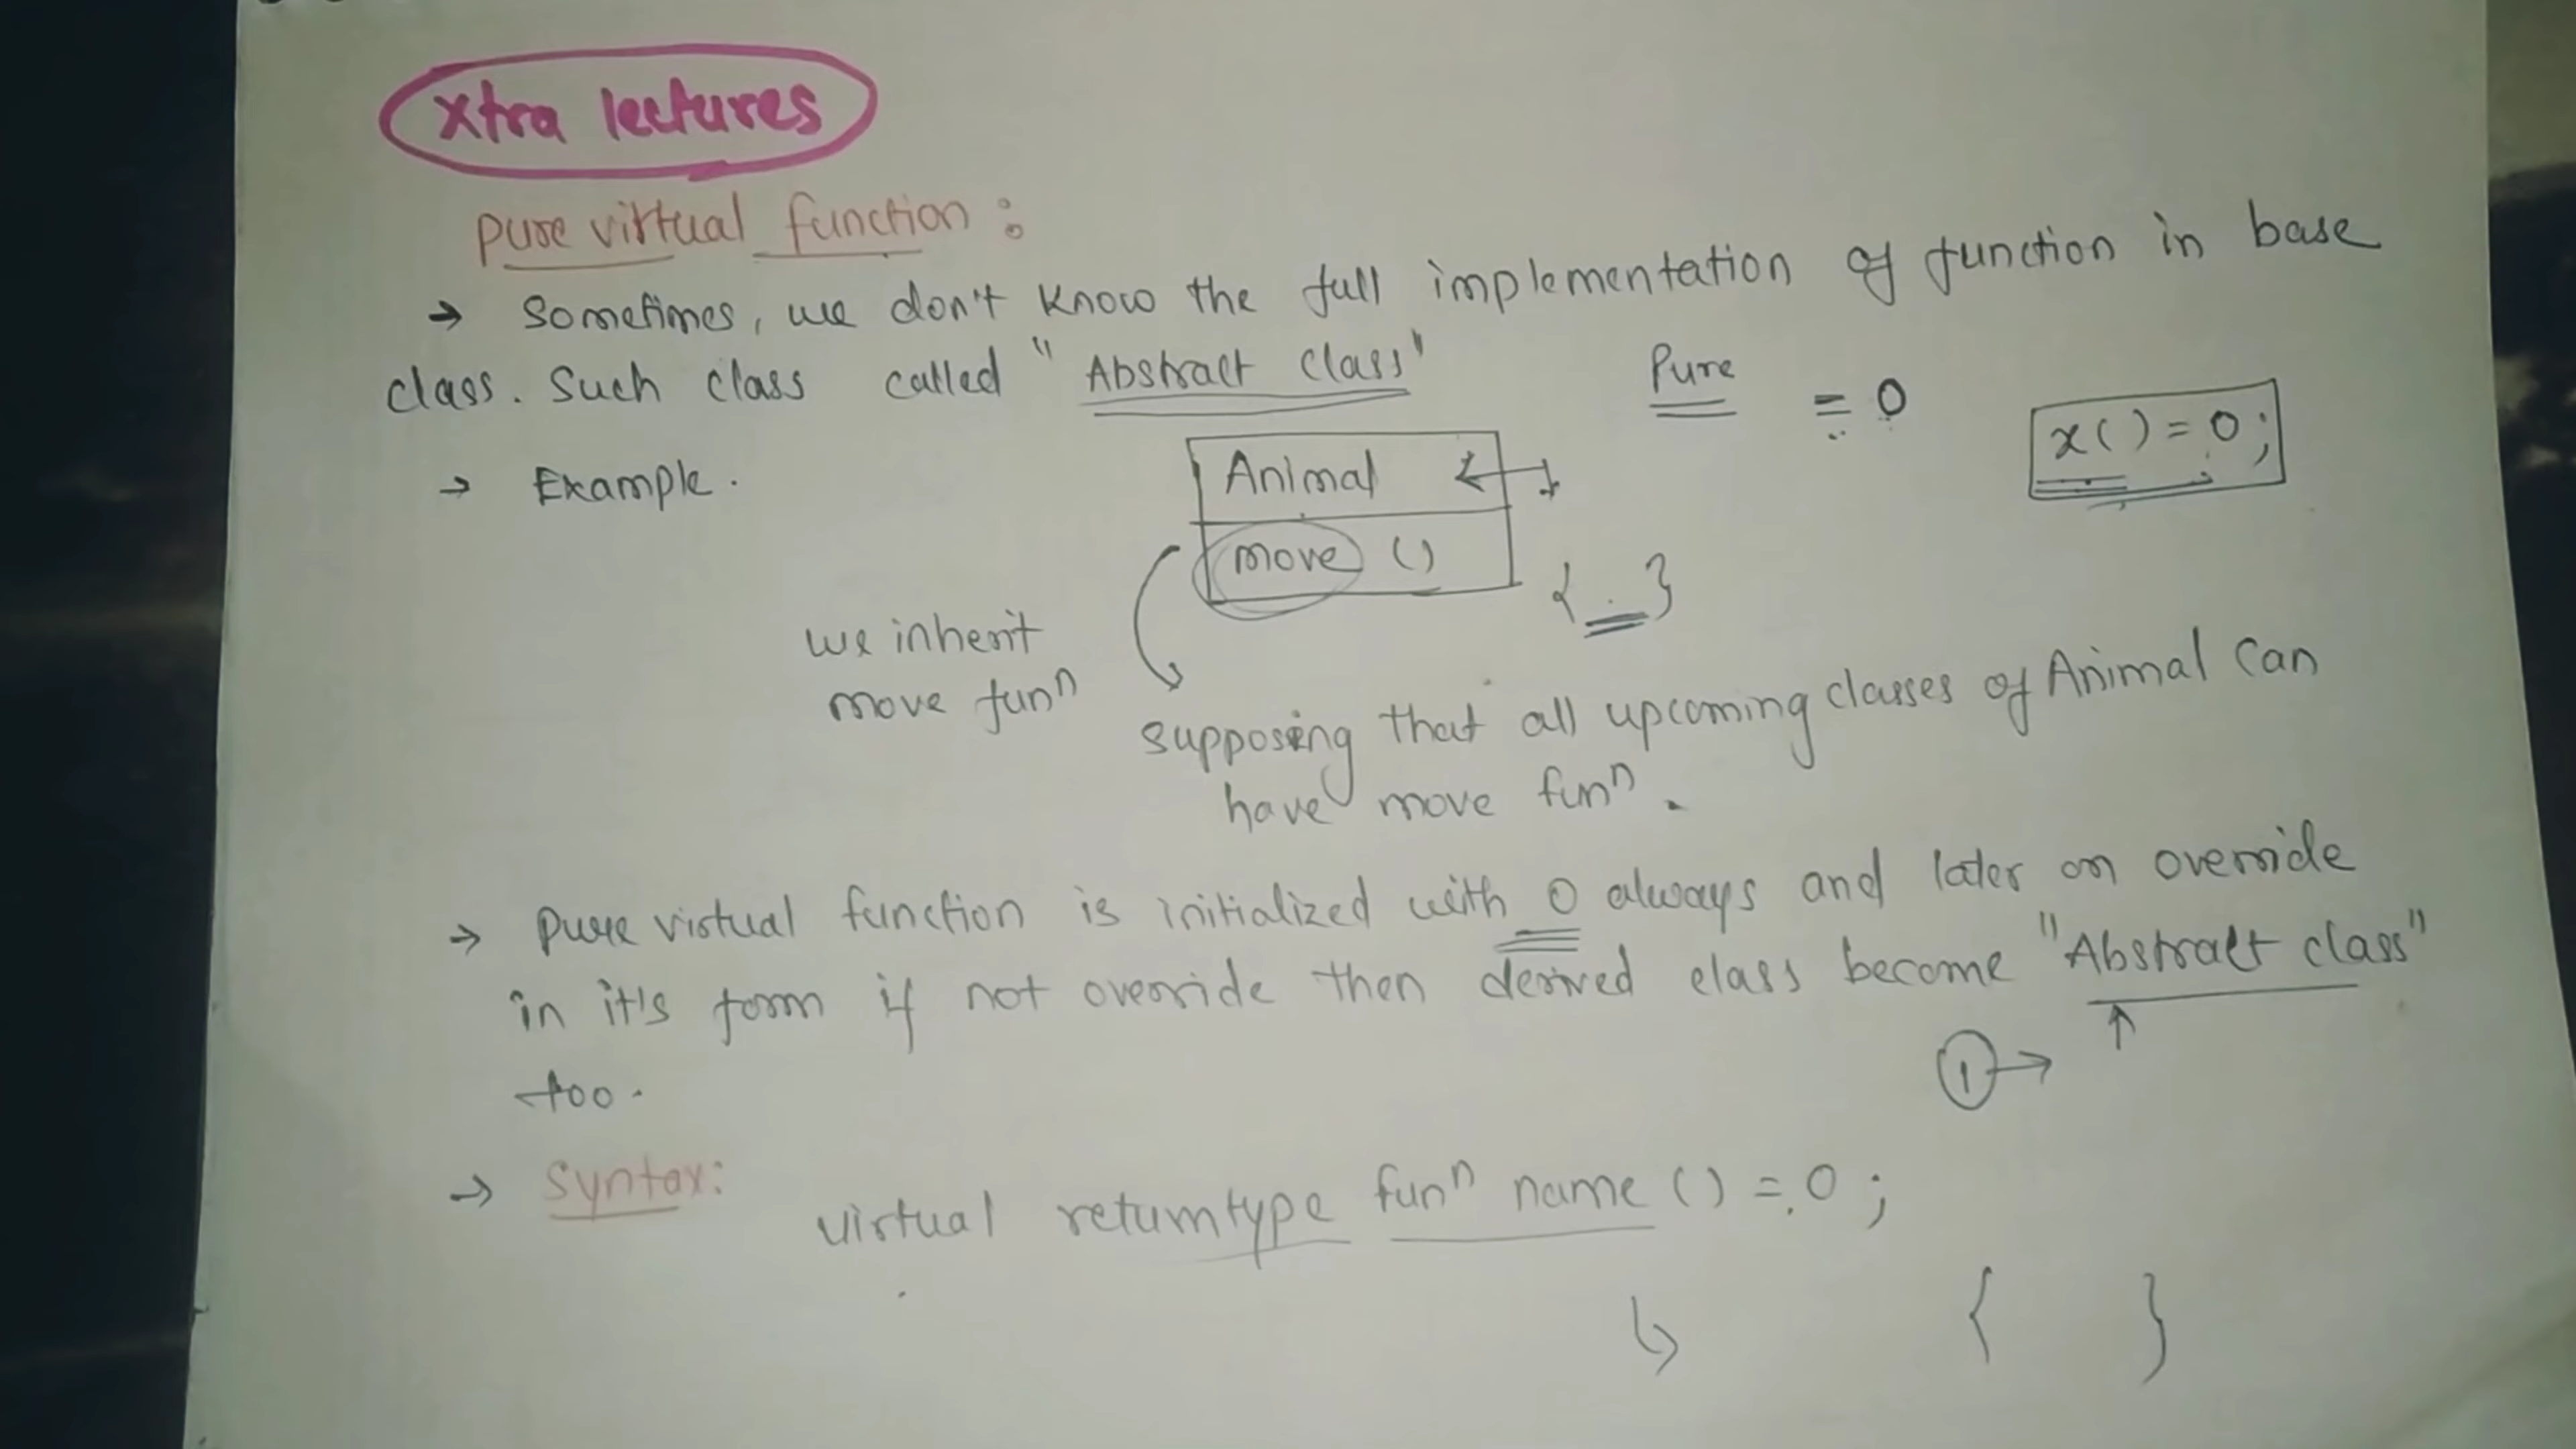 xtra lectures
pure virtual function :
→ Sometimes, we don't know the full implementation of function in base
class. Such class called "Abstract class"
Pure = 0
x() = 0;
→ Example.
Animal
move ()
{ }
we inherit
move funⁿ
supposing that all upcoming classes of Animal can
have move funⁿ.
→ pure virtual function is initialized with 0 always and later on override
in it's form if not override then derived class become "Abstract class"
too.
①→
→ Syntax:
virtual returntype funⁿ name () = 0 ;
{ }